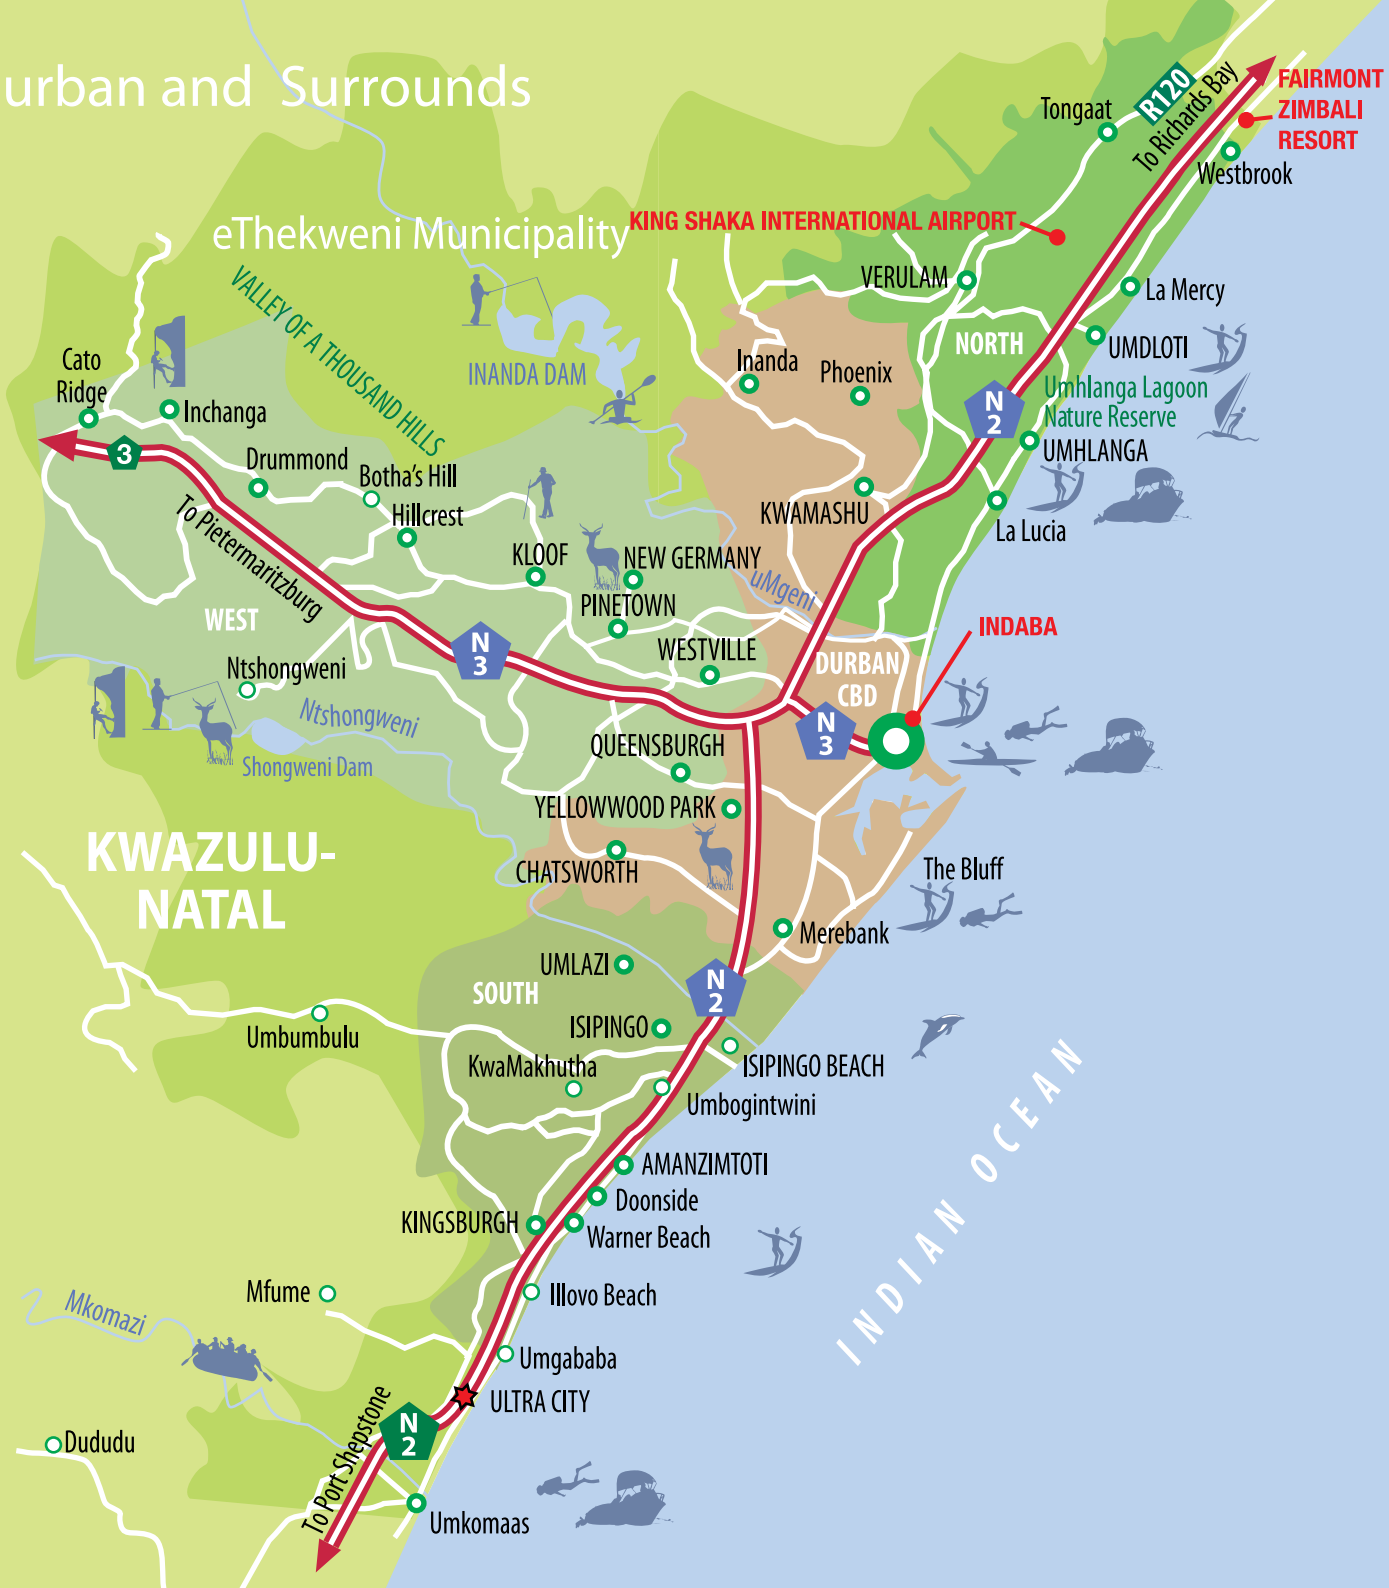 urban and Surrounds
R120
To Richards Bay
FAIRMONT
ZIMBALI
RESORT
Tongaat
Westbrook
eThekweni Municipality
KING SHAKA INTERNATIONAL AIRPORT
VERULAM
La Mercy
VALLEY OF A THOUSAND HILLS
INANDA DAM
NORTH
UMDLOTI
Cato
Ridge
Inanda
Phoenix
Inchanga
N
2
Umhlanga Lagoon
Nature Reserve
UMHLANGA
3
Drummond
Botha's Hill
Hillcrest
KWAMASHU
La Lucia
To Pietermaritzburg
KLOOF
NEW GERMANY
uMgeni
PINETOWN
WEST
N
3
WESTVILLE
INDABA
DURBAN
CBD
Ntshongweni
Ntshongweni
Shongweni Dam
QUEENSBURGH
N
3
YELLOWWOOD PARK
KWAZULU-
NATAL
CHATSWORTH
The Bluff
Merebank
UMLAZI
SOUTH
N
2
ISIPINGO
Umbumbulu
KwaMakhutha
ISIPINGO BEACH
Umbogintwini
INDIAN OCEAN
AMANZIMTOTI
Doonside
KINGSBURGH
Warner Beach
Mfume
Illovo Beach
Mkomazi
Umgababa
ULTRA CITY
N
2
To Port Shepstone
Dududu
Umkomaas